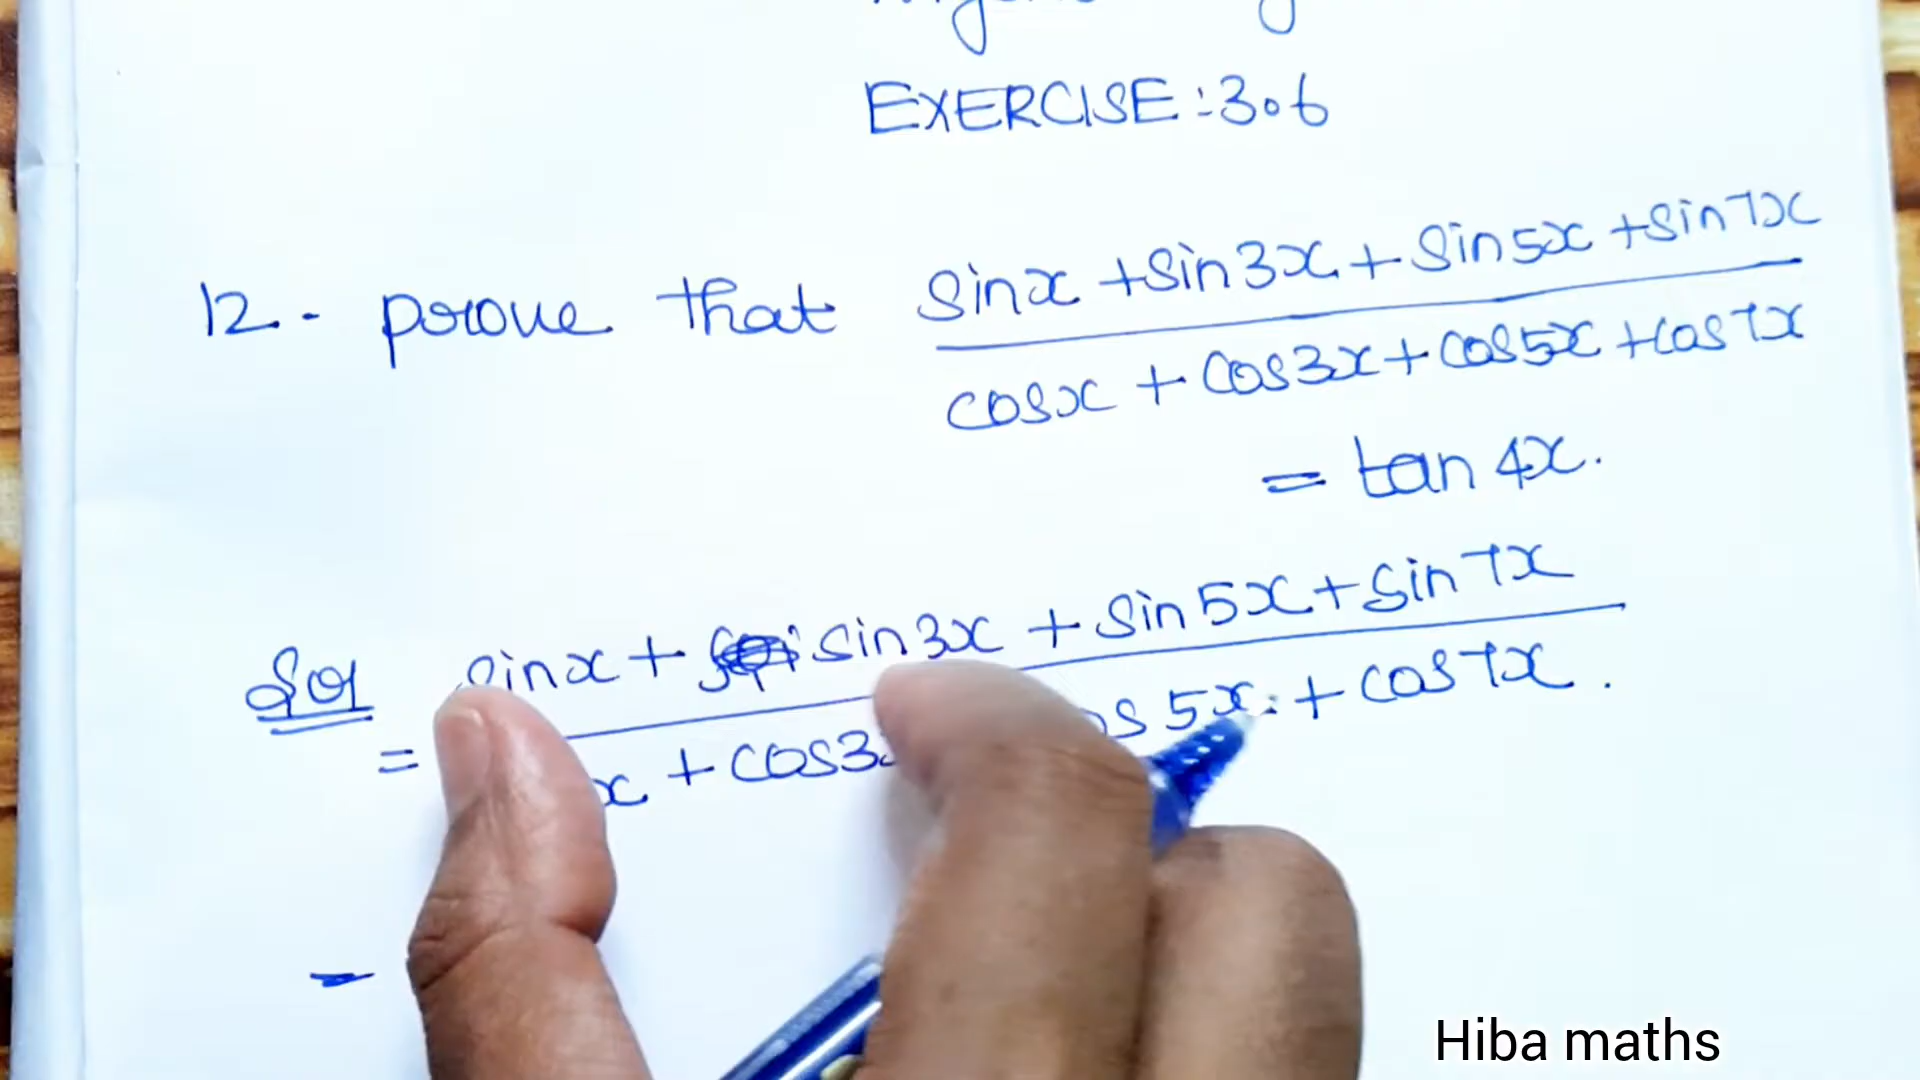 EXERCISE:3.6
12. prove that sinx + sin3x + sin5x + sin7x
cosx + cos3x + cos5x + cos7x
= tan 4x.
Sol sinx + sin3x + sin5x + sin7x
= x + cos3 5x + cos7x.
Hiba maths